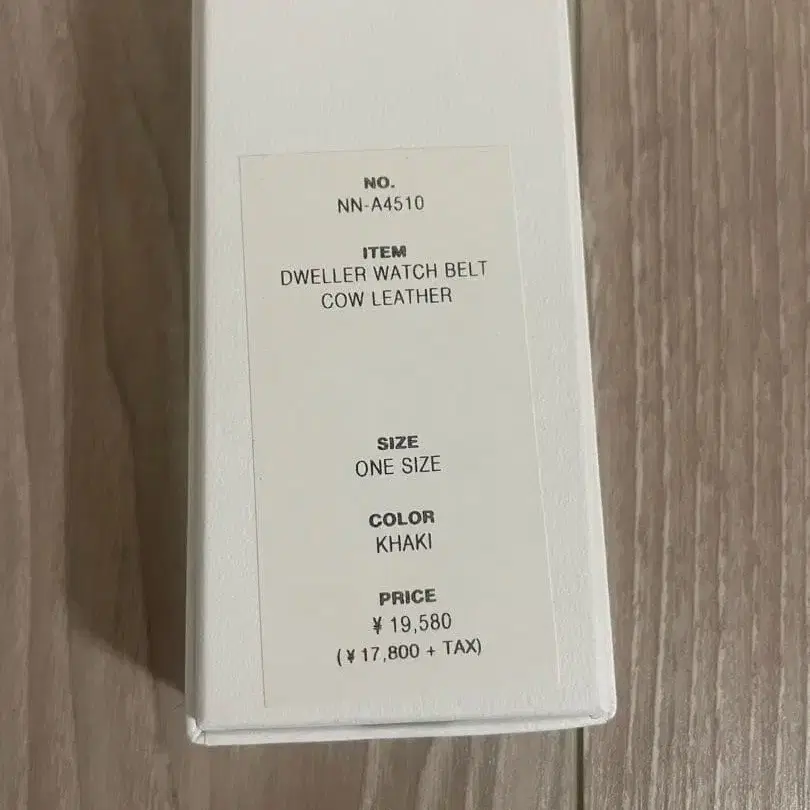 NO.
NN-A4510
ITEM
DWELLER WATCH BELT
COW LEATHER
SIZE
ONE SIZE
COLOR
KHAKI
PRICE
¥ 19,580
(¥ 17,800 + TAX)